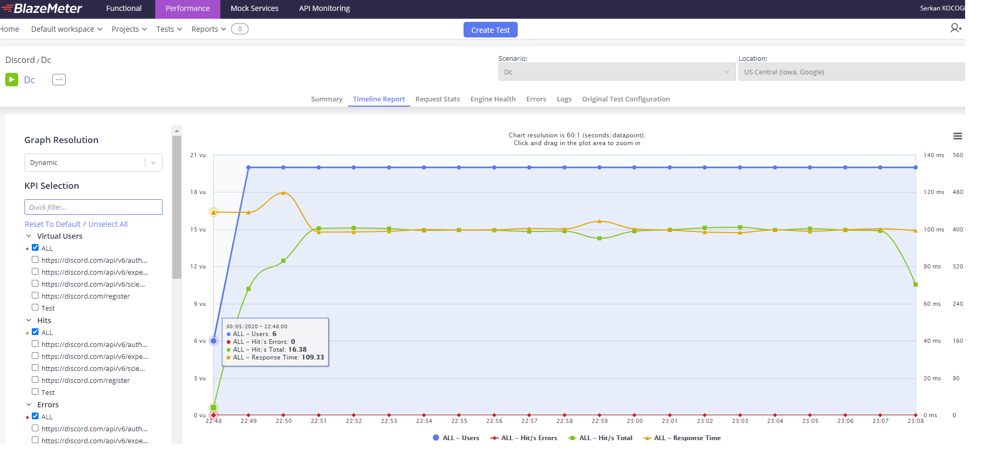 BlazeMeter
Functional
Performance
Mock Services
API Monitoring
Serkan KOCOG
Home
Default workspace
Projects
Tests
Reports
0
Create Test
Discord / Dc
Dc
...
Scenario:
Dc
Location:
US Central (Iowa, Google)
Summary
Timeline Report
Request Stats
Engine Health
Errors
Logs
Original Test Configuration
Graph Resolution
Dynamic
KPI Selection
Quick filter...
Reset To Default / Unselect All
Virtual Users
ALL
https://discord.com/api/v6/auth...
https://discord.com/api/v6/expe...
https://discord.com/api/v6/scie...
https://discord.com/register
Test
Hits
ALL
https://discord.com/api/v6/auth...
https://discord.com/api/v6/expe...
https://discord.com/api/v6/scie...
https://discord.com/register
Test
Errors
ALL
https://discord.com/api/v6/auth...
https://discord.com/api/v6/expe...
Chart resolution is 60:1 (seconds/datapoint).
Click and drag in the plot area to zoom in
21 vu
18 vu
15 vu
12 vu
9 vu
6 vu
3 vu
0 vu
140 ms 560
120 ms 480
100 ms 400
80 ms 320
60 ms 240
40 ms 160
20 ms 80
0 ms 0
30/05/2020 - 22:48:00
ALL - Users: 6
ALL - Hit/s Errors: 0
ALL - Hit/s Total: 16.38
ALL - Response Time: 109.33
22:48 22:49 22:50 22:51 22:52 22:53 22:54 22:55 22:56 22:57 22:58 22:59 23:00 23:01 23:02 23:03 23:04 23:05 23:06 23:07 23:08
ALL - Users
ALL - Hit/s Errors
ALL - Hit/s Total
ALL - Response Time